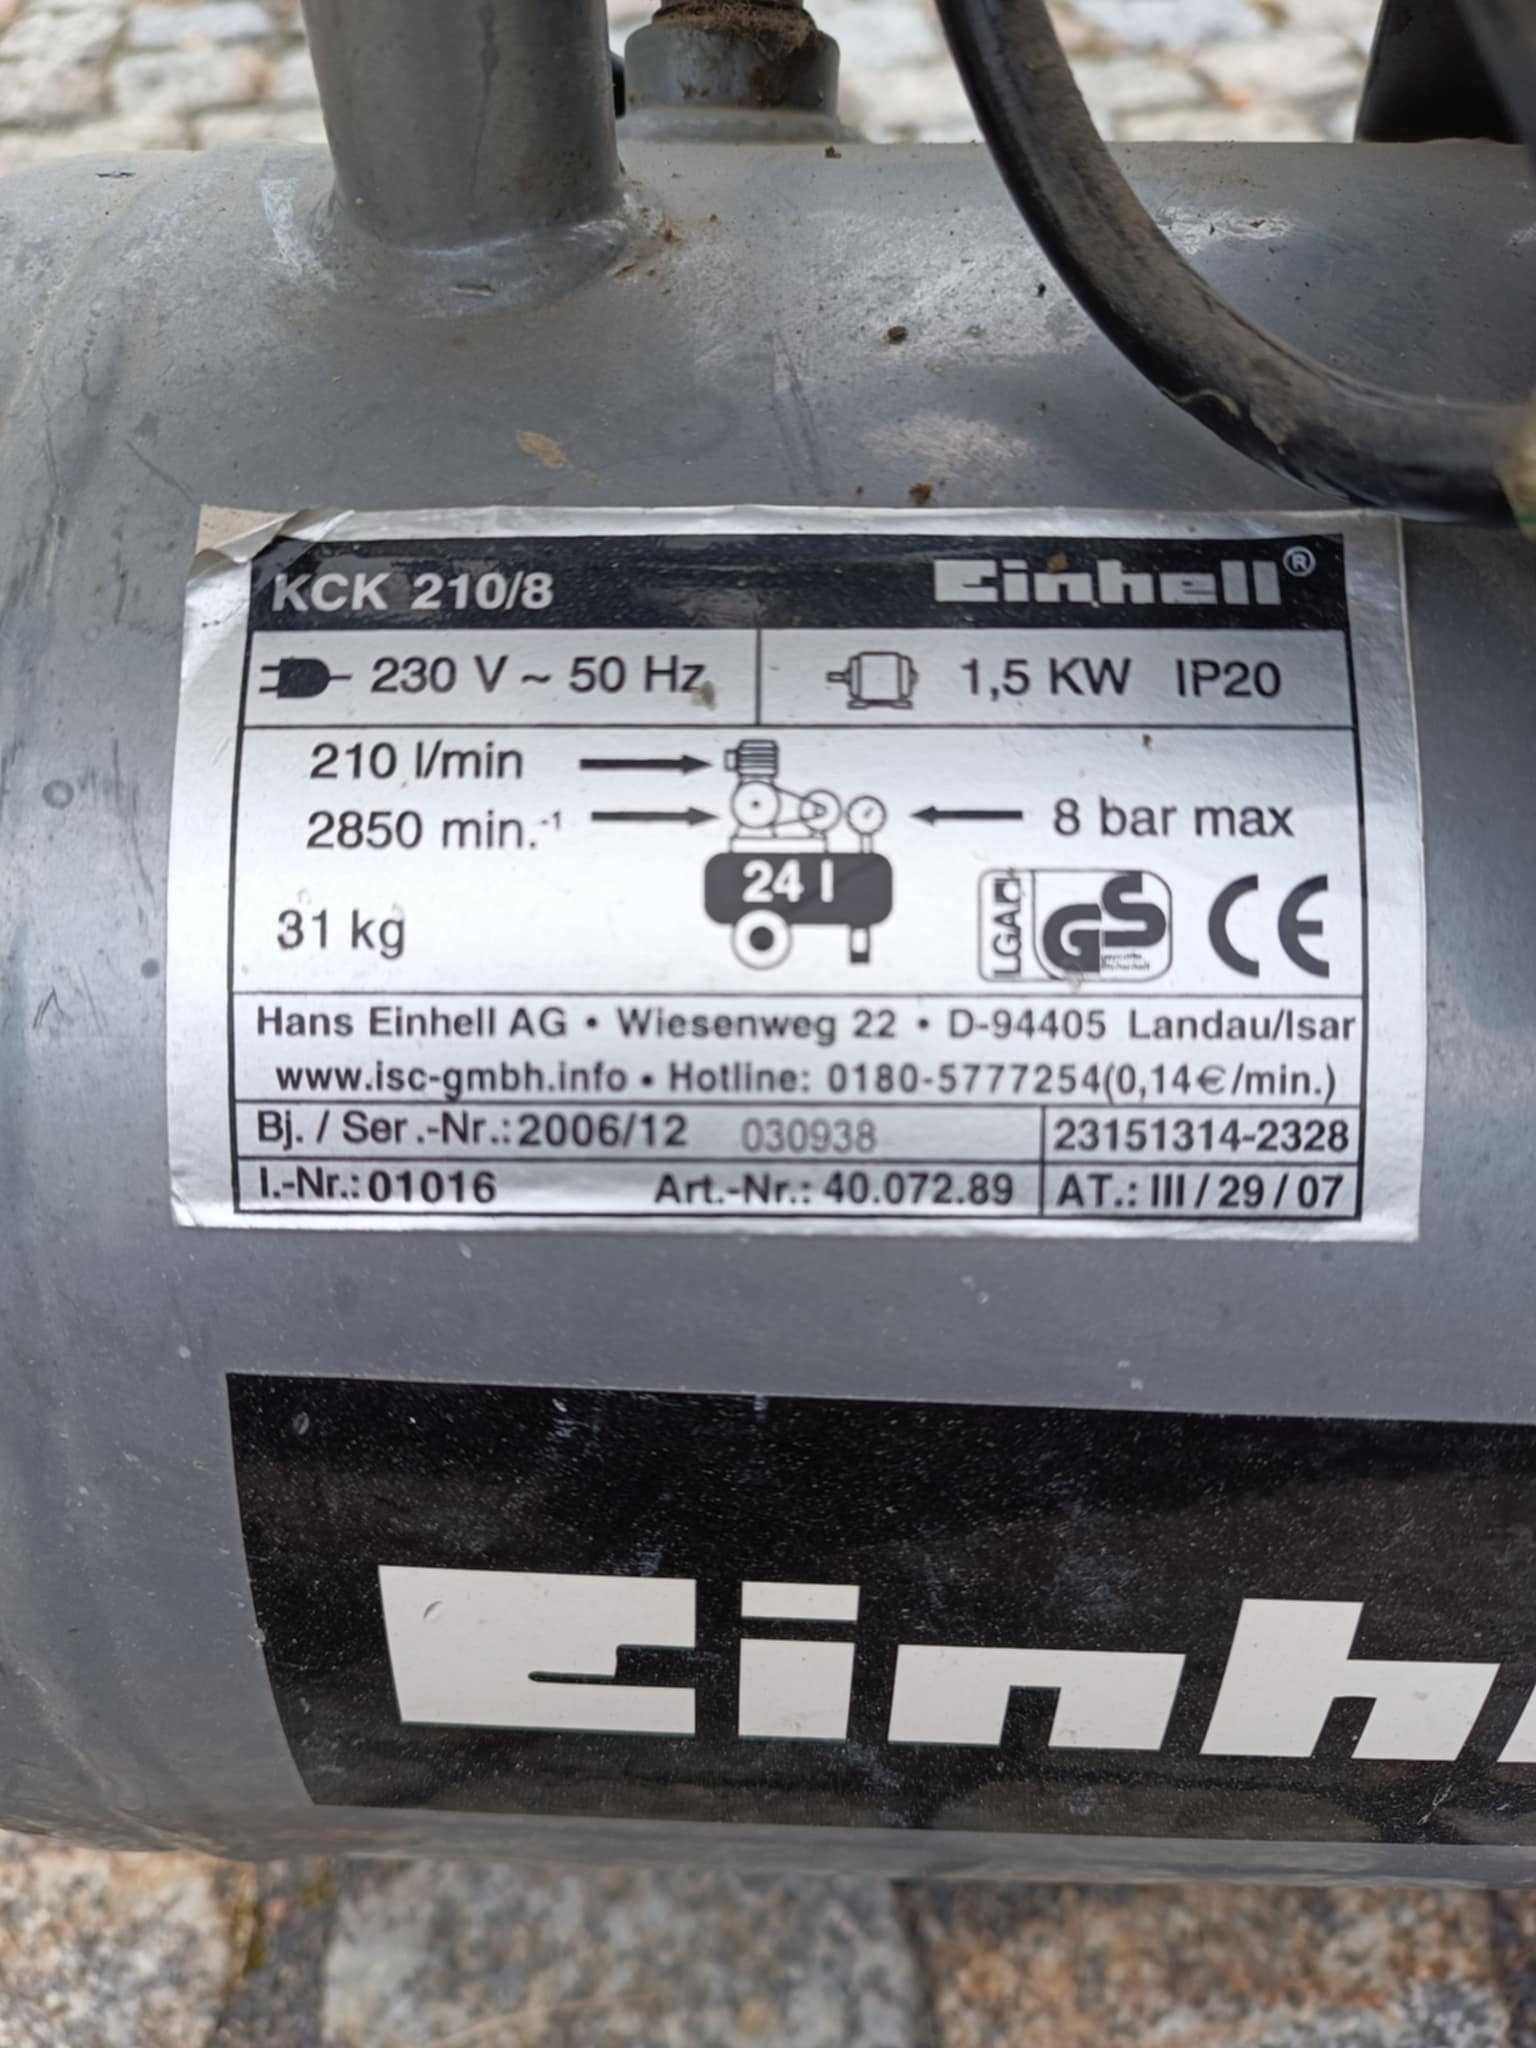 KCK 210/8 Einhell®
230 V ~ 50 Hz 1,5 KW IP20
210 l/min
2850 min.-1 8 bar max
24 l
31 kg LGA GS CE
Hans Einhell AG • Wiesenweg 22 • D-94405 Landau/Isar
www.isc-gmbh.info • Hotline: 0180-5777254(0,14€/min.)
Bj. / Ser.-Nr.: 2006/12 030938 23151314-2328
I.-Nr.: 01016 Art.-Nr.: 40.072.89 AT.: III / 29 / 07
Einh